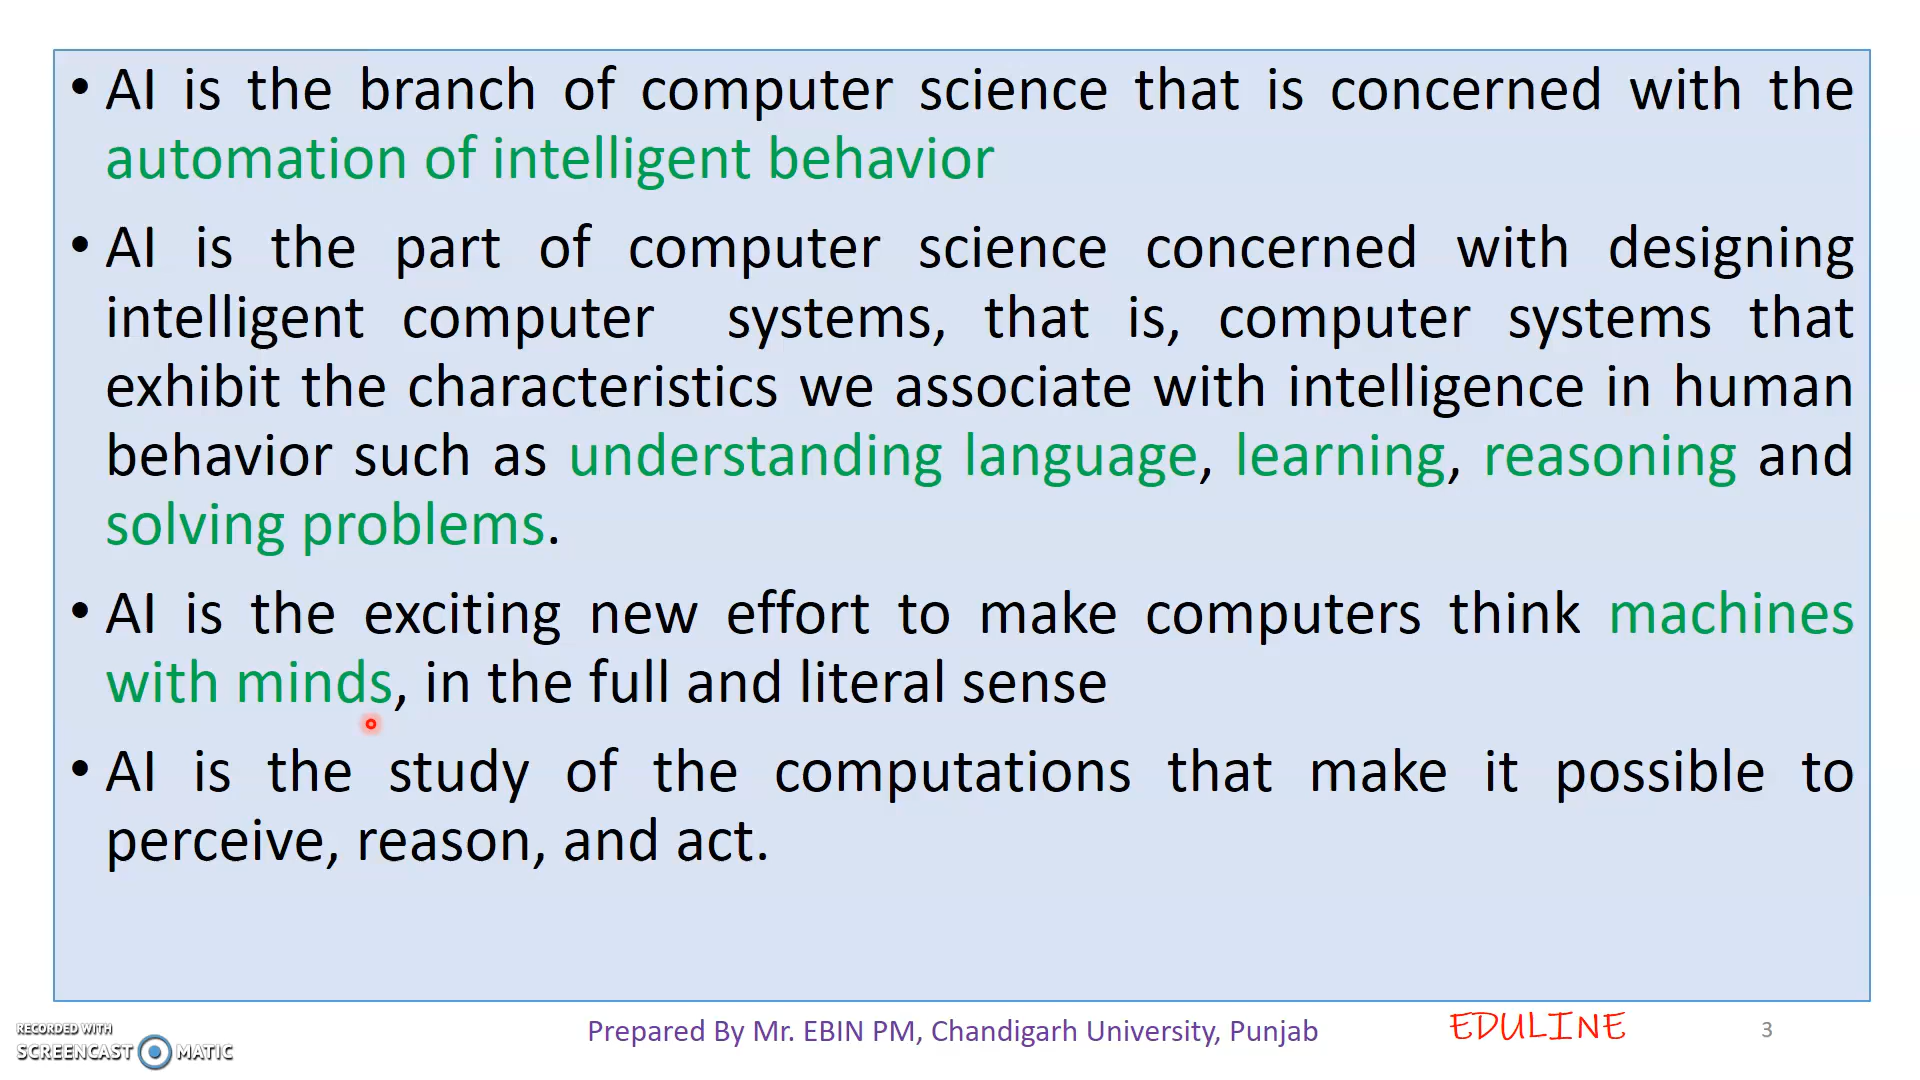 • AI is the branch of computer science that is concerned with the
automation of intelligent behavior
• AI is the part of computer science concerned with designing
intelligent computer systems, that is, computer systems that
exhibit the characteristics we associate with intelligence in human
behavior such as understanding language, learning, reasoning and
solving problems.
• AI is the exciting new effort to make computers think machines
with minds, in the full and literal sense
• AI is the study of the computations that make it possible to
perceive, reason, and act.
RECORDED WITH
SCREENCAST MATIC
Prepared By Mr. EBIN PM, Chandigarh University, Punjab
EDULINE
3